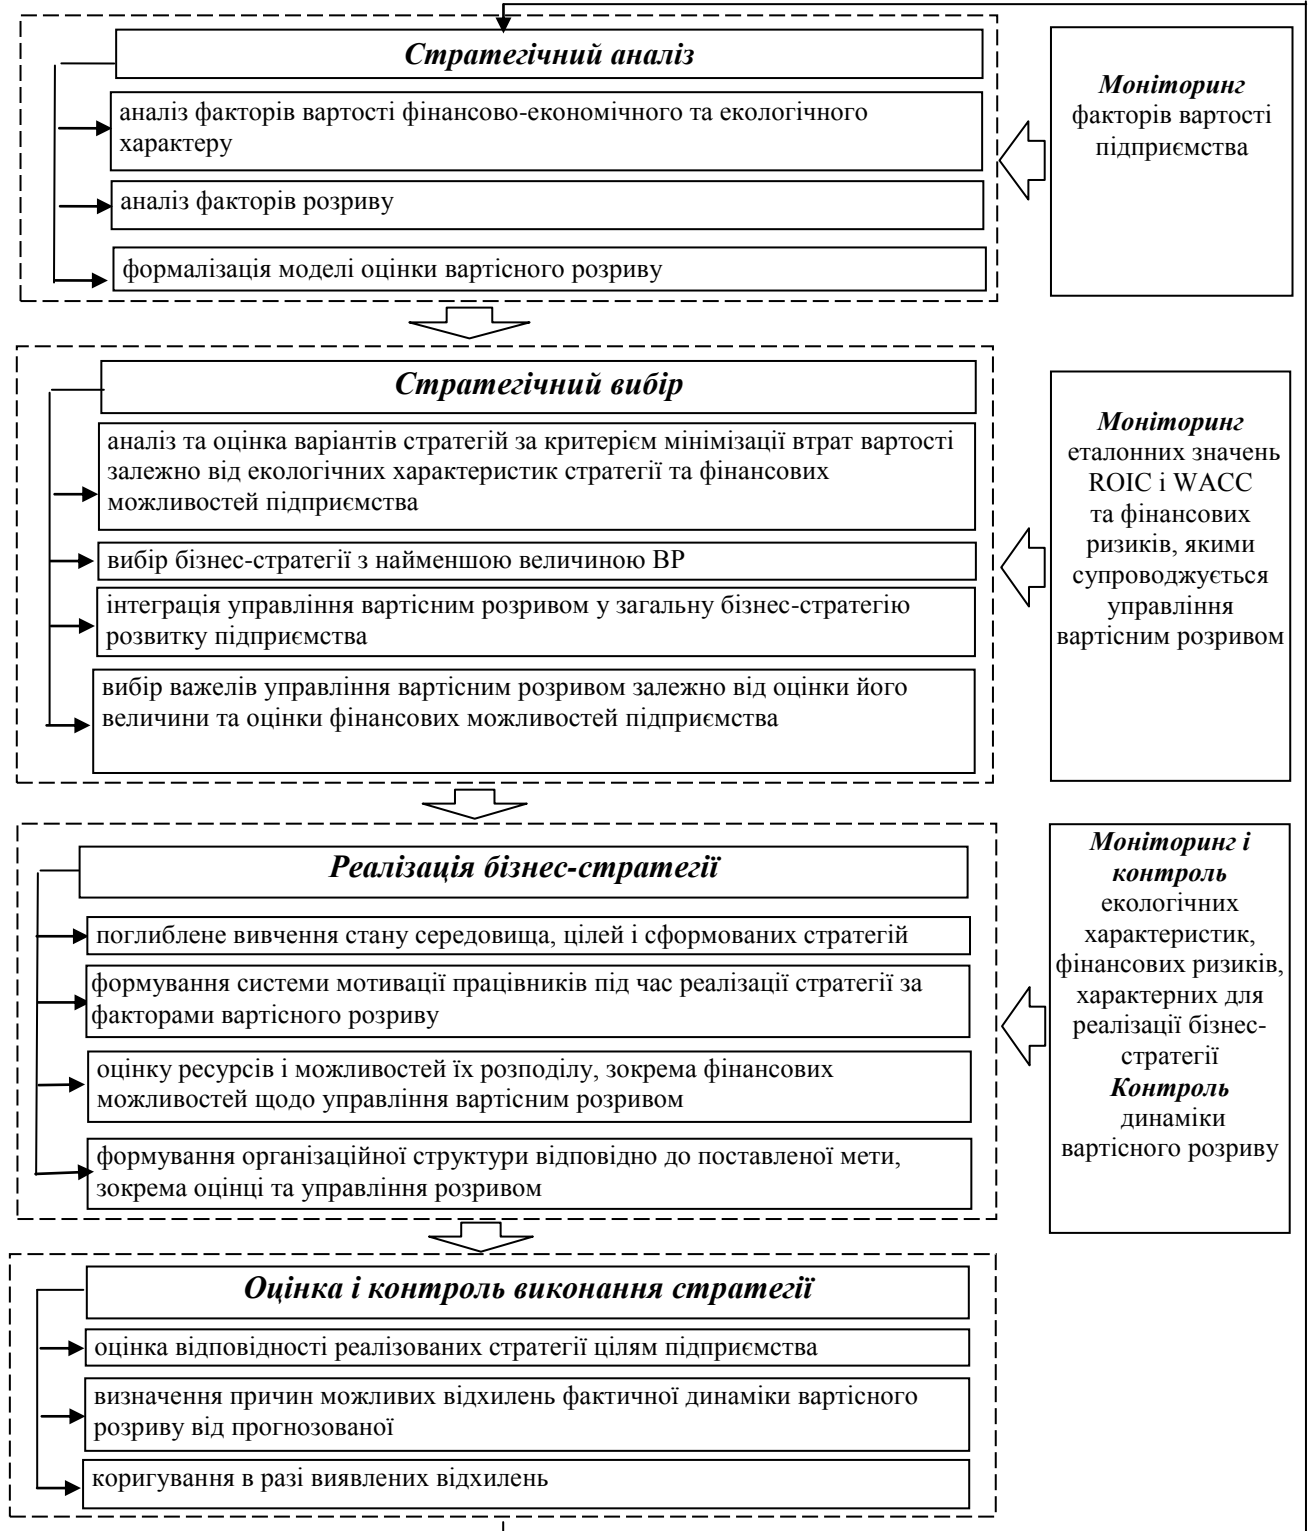 Стратегічний аналіз
аналіз факторів вартості фінансово-економічного та екологічного
характеру
аналіз факторів розриву
формалізація моделі оцінки вартісного розриву
Моніторинг
факторів вартості
підприємства
Стратегічний вибір
аналіз та оцінка варіантів стратегій за критерієм мінімізації втрат вартості
залежно від екологічних характеристик стратегії та фінансових
можливостей підприємства
вибір бізнес-стратегії з найменшою величиною ВР
інтеграція управління вартісним розривом у загальну бізнес-стратегію
розвитку підприємства
вибір важелів управління вартісним розривом залежно від оцінки його
величини та оцінки фінансових можливостей підприємства
Моніторинг
еталонних значень
ROIC і WACC
та фінансових
ризиків, якими
супроводжується
управління
вартісним розривом
Реалізація бізнес-стратегії
поглиблене вивчення стану середовища, цілей і сформованих стратегій
формування системи мотивації працівників під час реалізації стратегії за
факторами вартісного розриву
оцінку ресурсів і можливостей їх розподілу, зокрема фінансових
можливостей щодо управління вартісним розривом
формування організаційної структури відповідно до поставленої мети,
зокрема оцінці та управління розривом
Моніторинг і
контроль
екологічних
характеристик,
фінансових ризиків,
характерних для
реалізації бізнес-
стратегії
Контроль
динаміки
вартісного розриву
Оцінка і контроль виконання стратегії
оцінка відповідності реалізованих стратегії цілям підприємства
визначення причин можливих відхилень фактичної динаміки вартісного
розриву від прогнозованої
коригування в разі виявлених відхилень